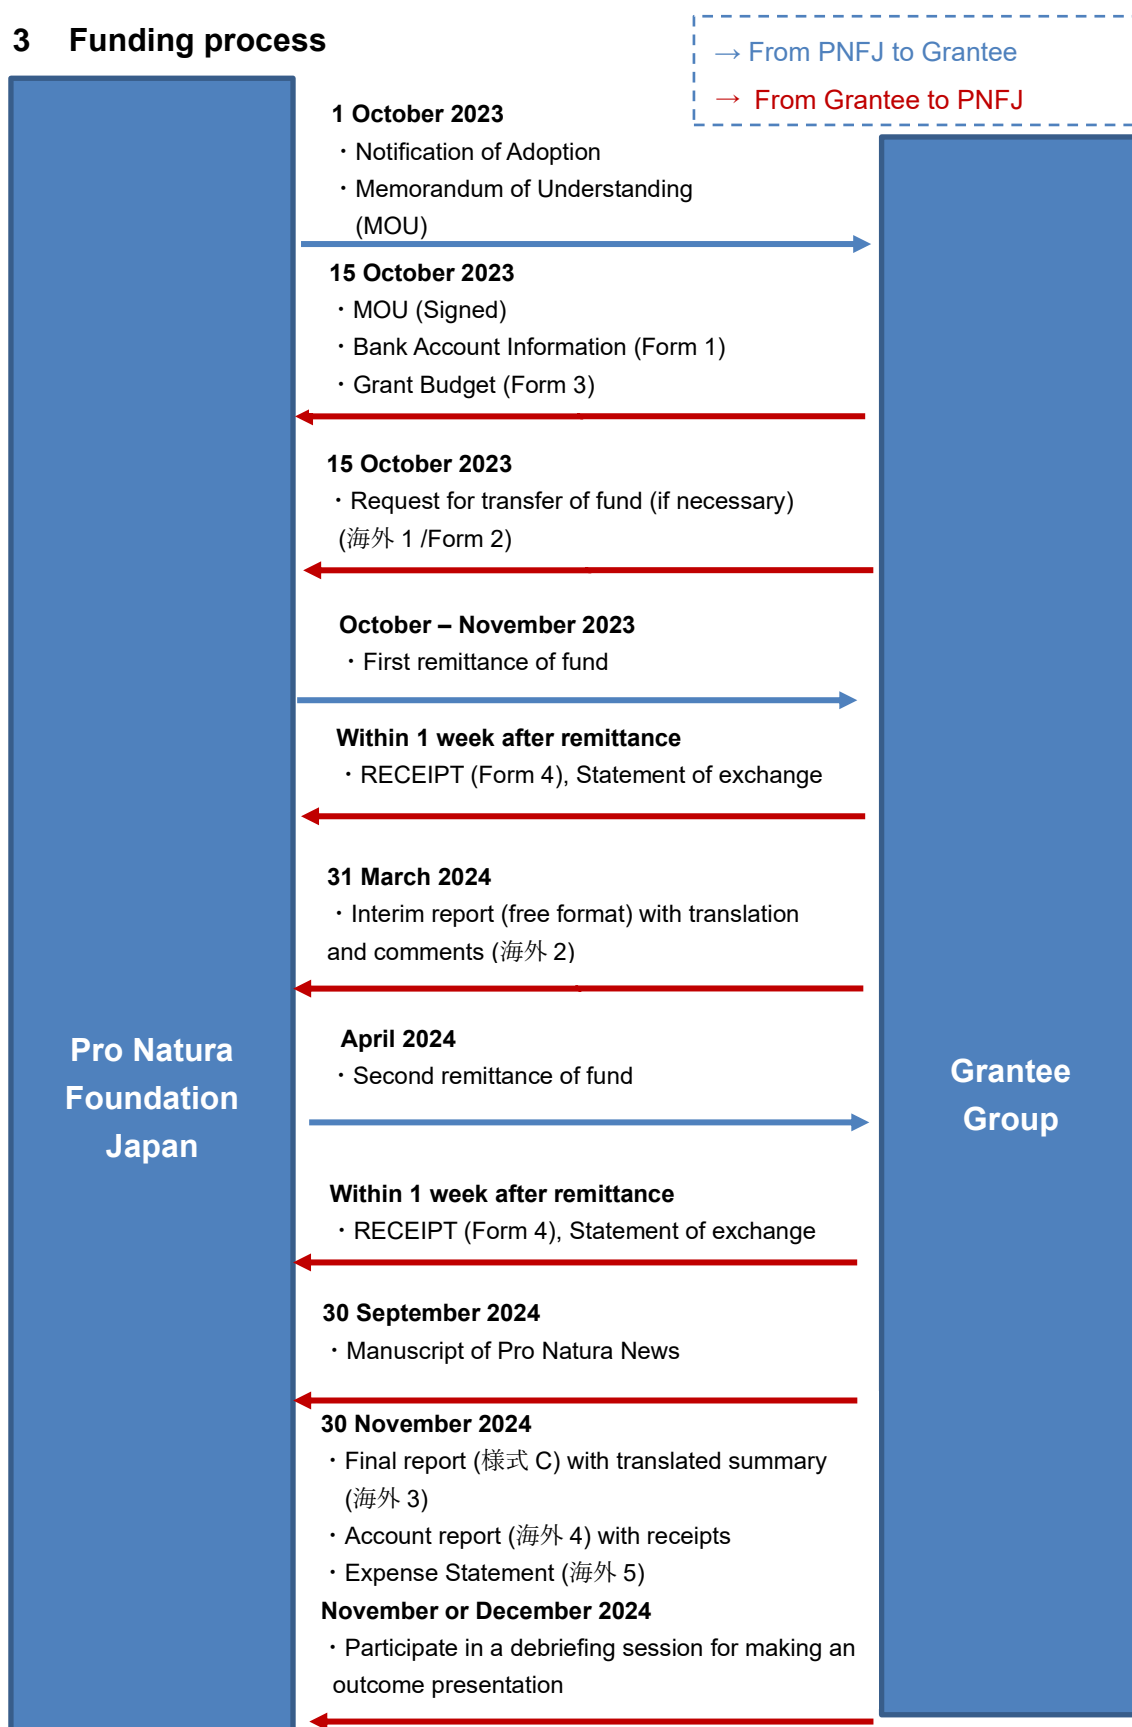 3 Funding process
→ From PNFJ to Grantee
→ From Grantee to PNFJ
1 October 2023
・Notification of Adoption
・Memorandum of Understanding
(MOU)
15 October 2023
・MOU (Signed)
・Bank Account Information (Form 1)
・Grant Budget (Form 3)
15 October 2023
・Request for transfer of fund (if necessary)
(海外 1 /Form 2)
October – November 2023
・First remittance of fund
Within 1 week after remittance
・RECEIPT (Form 4), Statement of exchange
31 March 2024
・Interim report (free format) with translation
and comments (海外 2)
April 2024
・Second remittance of fund
Within 1 week after remittance
・RECEIPT (Form 4), Statement of exchange
30 September 2024
・Manuscript of Pro Natura News
30 November 2024
・Final report (様式 C) with translated summary
(海外 3)
・Account report (海外 4) with receipts
・Expense Statement (海外 5)
November or December 2024
・Participate in a debriefing session for making an
outcome presentation
Pro Natura
Foundation
Japan
Grantee
Group